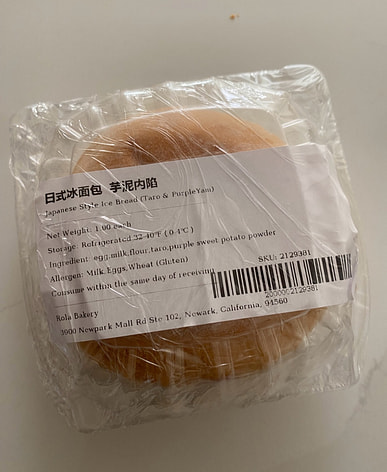 日式冰面包 芋泥内陷
Japanese Style Ice Bread (Taro & PurpleYam)
Net Weight: 1.00 each
Storage: Refrigerated 32-40°F ( 0-4°C )
Ingredient: egg,milk,flour,taro,purple sweet potato powder
Allergen: Milk,Eggs,Wheat (Gluten)
SKU: 2129381
Consume within the same day of receiving
2000002129381
Rola Bakery
3900 Newpark Mall Rd Ste 102, Newark, California, 94560